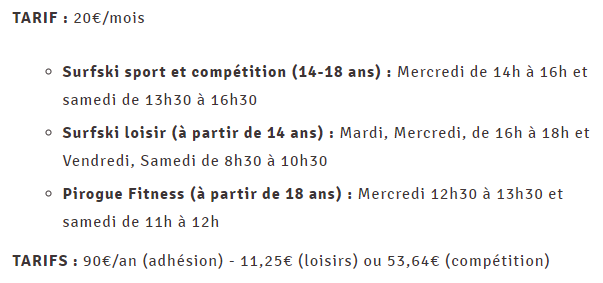 TARIF : 20€/mois
Surfski sport et compétition (14-18 ans) : Mercredi de 14h à 16h et
samedi de 13h30 à 16h30
Surfski loisir (à partir de 14 ans) : Mardi, Mercredi, de 16h à 18h et
Vendredi, Samedi de 8h30 à 10h30
Pirogue Fitness (à partir de 18 ans) : Mercredi 12h30 à 13h30 et
samedi de 11h à 12h
TARIFS : 90€/an (adhésion) - 11,25€ (loisirs) ou 53,64€ (compétition)